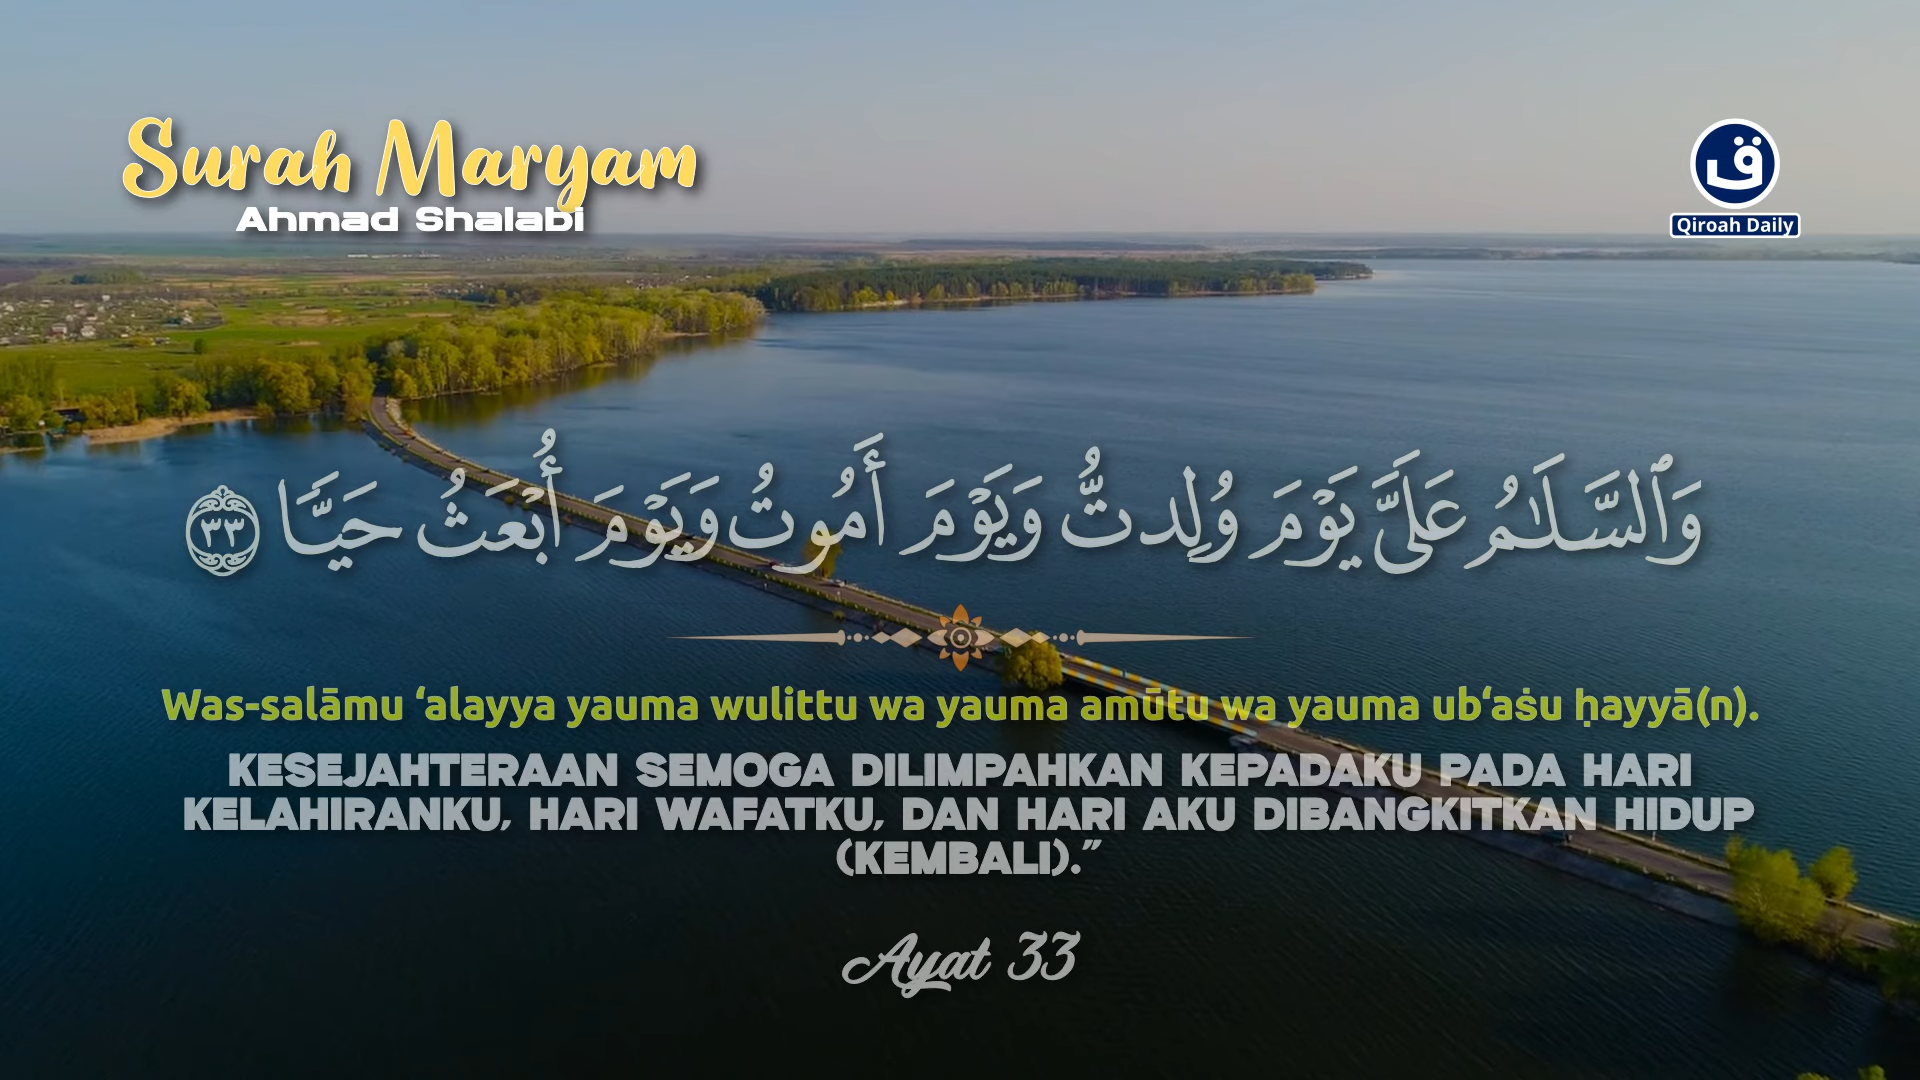 Surah Maryam
Ahmad Shalabi
ق
Qiroah Daily
وَٱلسَّلَـٰمُ عَلَىَّ يَوْمَ وُلِدتُّ وَيَوْمَ أَمُوتُ وَيَوْمَ أُبْعَثُ حَيًّا ٣٣
Was-salāmu ‘alayya yauma wulittu wa yauma amūtu wa yauma ub‘aṡu ḥayyā(n).
KESEJAHTERAAN SEMOGA DILIMPAHKAN KEPADAKU PADA HARI
KELAHIRANKU, HARI WAFATKU, DAN HARI AKU DIBANGKITKAN HIDUP
(KEMBALI).”
Ayat 33